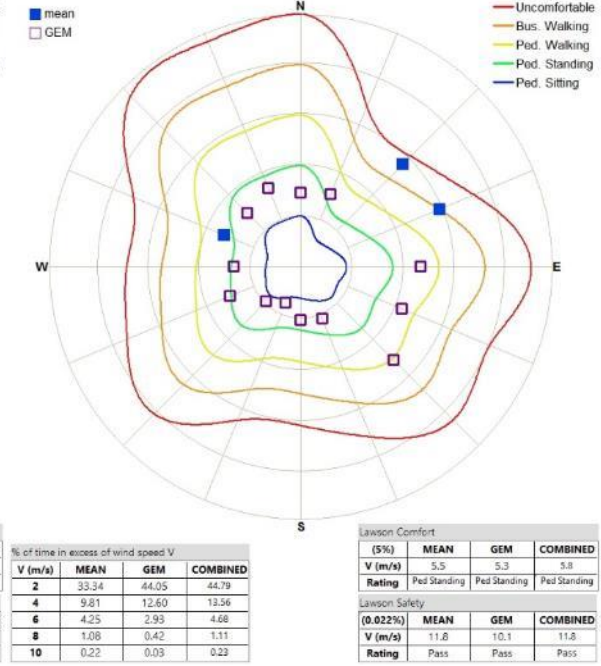 mean
GEM
N
Uncomfortable
Bus. Walking
Ped. Walking
Ped. Standing
Ped. Sitting
W
E
S
% of time in excess of wind speed V
V (m/s) MEAN GEM COMBINED
2 33.34 44.05 44.79
4 9.81 12.60 13.56
6 4.25 2.93 4.68
8 1.08 0.42 1.11
10 0.22 0.03 0.23
Lawson Comfort
(5%) MEAN GEM COMBINED
V (m/s) 5.5 5.3 5.8
Rating Ped Standing Ped Standing Ped Standing
Lawson Safety
(0.022%) MEAN GEM COMBINED
V (m/s) 11.8 10.1 11.8
Rating Pass Pass Pass